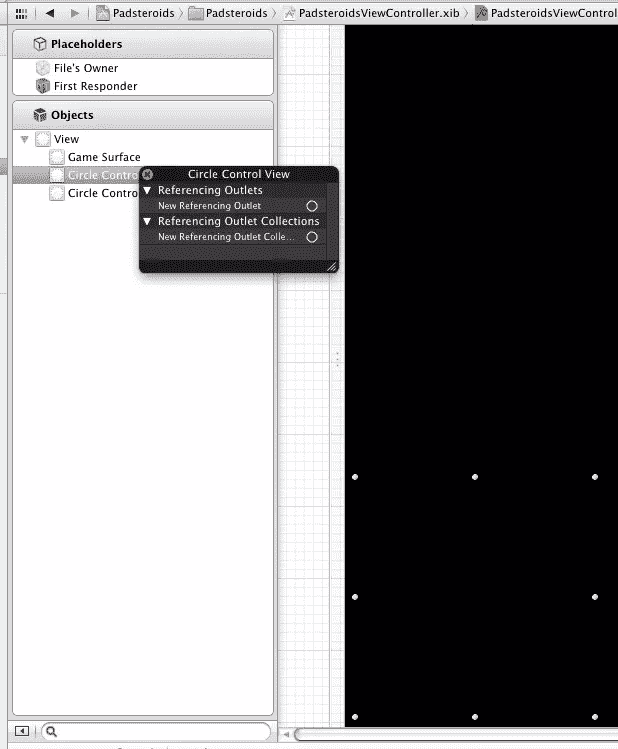 Padsteroids Padsteroids PadsteroidsViewController.xib PadsteroidsViewControl
Placeholders
File's Owner
First Responder
Objects
View
Game Surface
Circle Contro
Circle Contro
Circle Control View
Referencing Outlets
New Referencing Outlet
Referencing Outlet Collections
New Referencing Outlet Colle...